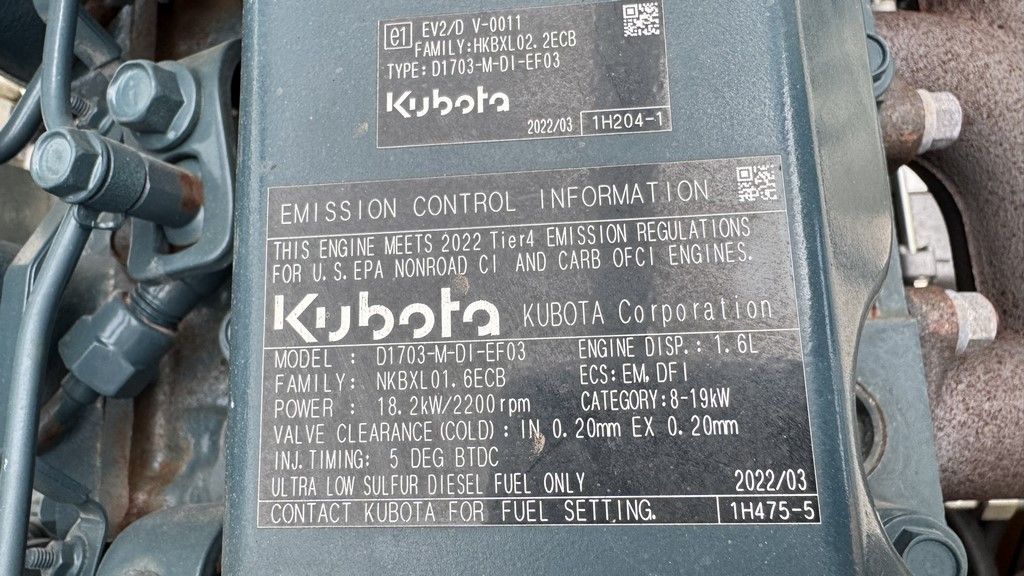 e1 EV2/D V-0011
FAMILY:HKBXL02.2ECB
TYPE:D1703-M-DI-EF03
Kubota
2022/03 1H204-1
EMISSION CONTROL INFORMATION
THIS ENGINE MEETS 2022 Tier4 EMISSION REGULATIONS
FOR U.S.EPA NONROAD CI AND CARB OFCI ENGINES.
Kubota KUBOTA Corporation
MODEL : D1703-M-DI-EF03 ENGINE DISP.: 1.6L
FAMILY: NKBXL01.6ECB ECS:EM,DFI
POWER : 18.2kW/2200rpm CATEGORY:8-19kW
VALVE CLEARANCE(COLD): IN 0.20mm EX 0.20mm
INJ.TIMING: 5 DEG BTDC
ULTRA LOW SULFUR DIESEL FUEL ONLY 2022/03
CONTACT KUBOTA FOR FUEL SETTING. 1H475-5